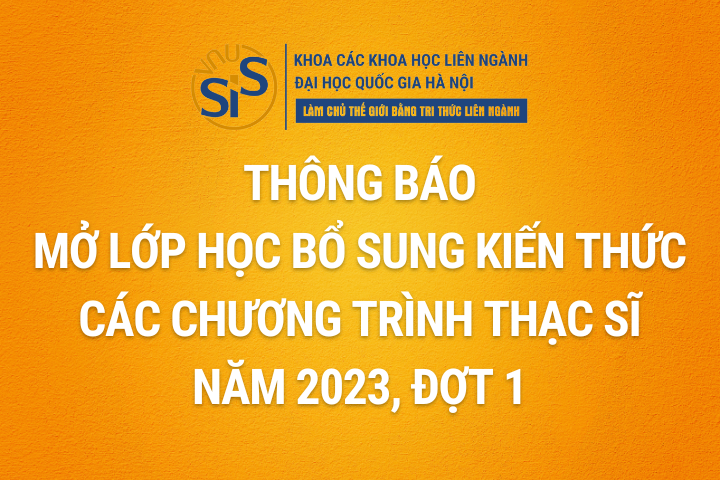 VNU
SIS
KHOA CÁC KHOA HỌC LIÊN NGÀNH
ĐẠI HỌC QUỐC GIA HÀ NỘI
LÀM CHỦ THẾ GIỚI BẰNG TRI THỨC LIÊN NGÀNH
THÔNG BÁO
MỞ LỚP HỌC BỔ SUNG KIẾN THỨC
CÁC CHƯƠNG TRÌNH THẠC SĨ
NĂM 2023, ĐỢT 1